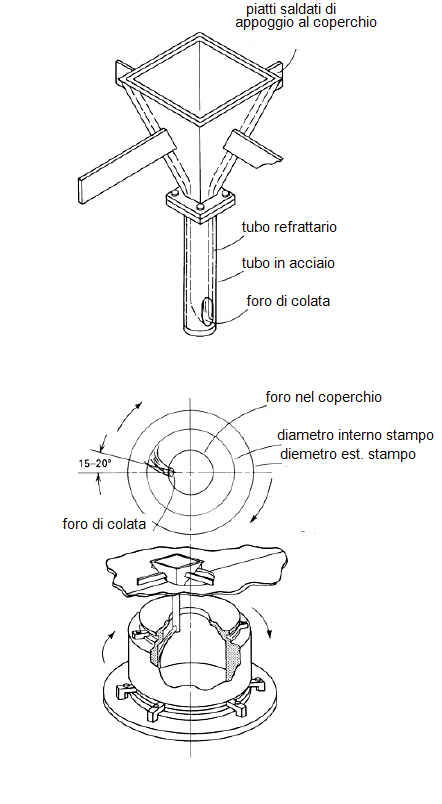 piatti saldati di
appoggio al coperchio
tubo refrattario
tubo in acciaio
foro di colata
foro nel coperchio
diametro interno stampo
diemetro est. stampo
15–20°
foro di colata